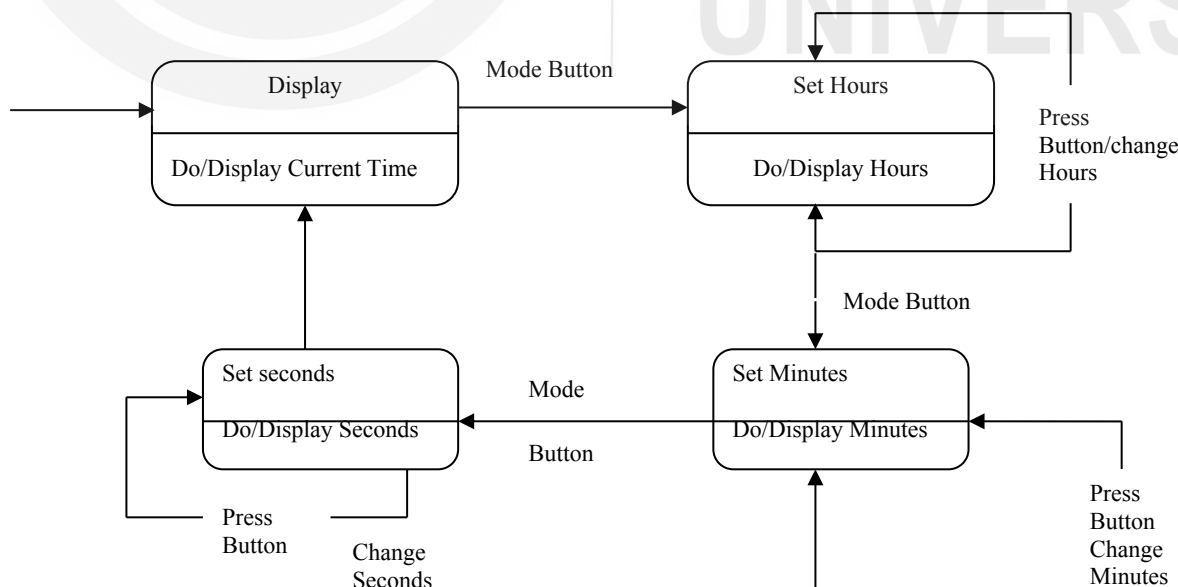 UNIVERS
Display
Mode Button
Set Hours
Do/Display Current Time
Do/Display Hours
Press
Button/change
Hours
Mode Button
Set seconds
Do/Display Seconds
Mode
Button
Set Minutes
Do/Display Minutes
Press
Button
Change
Seconds
Press
Button
Change
Minutes